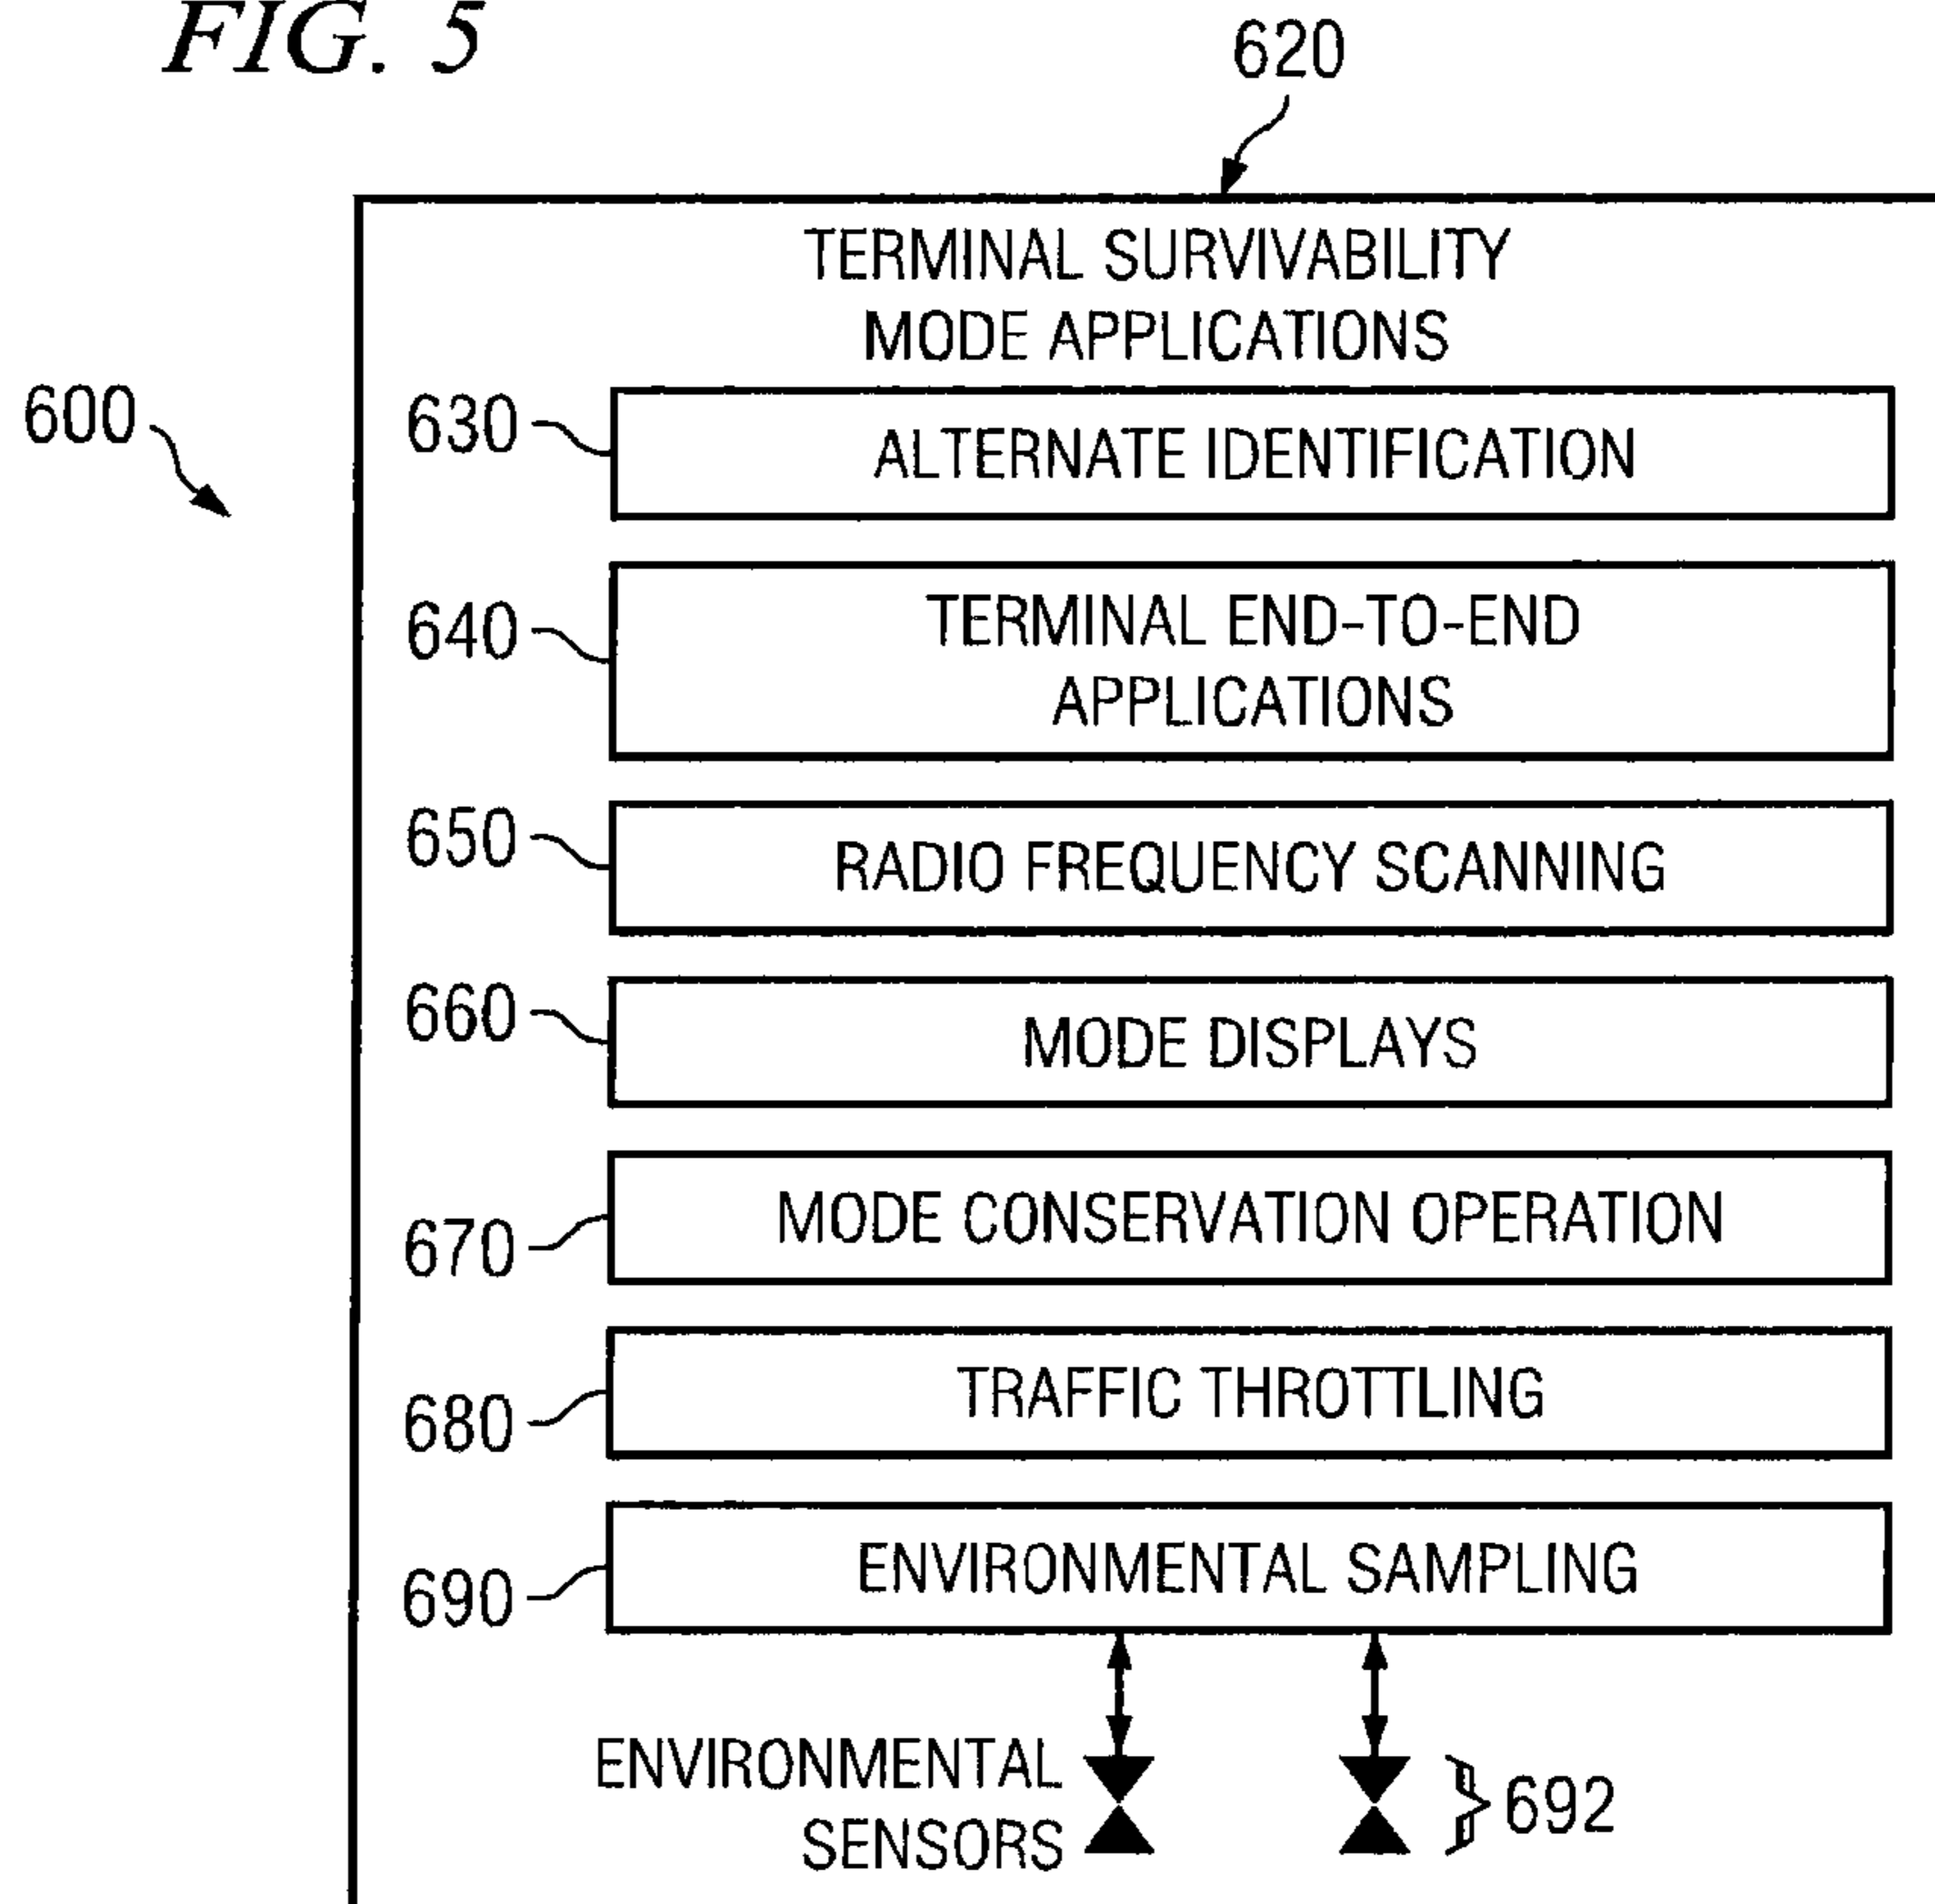 FIG. 5
620
TERMINAL SURVIVABILITY
MODE APPLICATIONS
600
630
ALTERNATE IDENTIFICATION
640
TERMINAL END-TO-END
APPLICATIONS
650
RADIO FREQUENCY SCANNING
660
MODE DISPLAYS
670
MODE CONSERVATION OPERATION
680
TRAFFIC THROTTLING
690
ENVIRONMENTAL SAMPLING
ENVIRONMENTAL
SENSORS
692